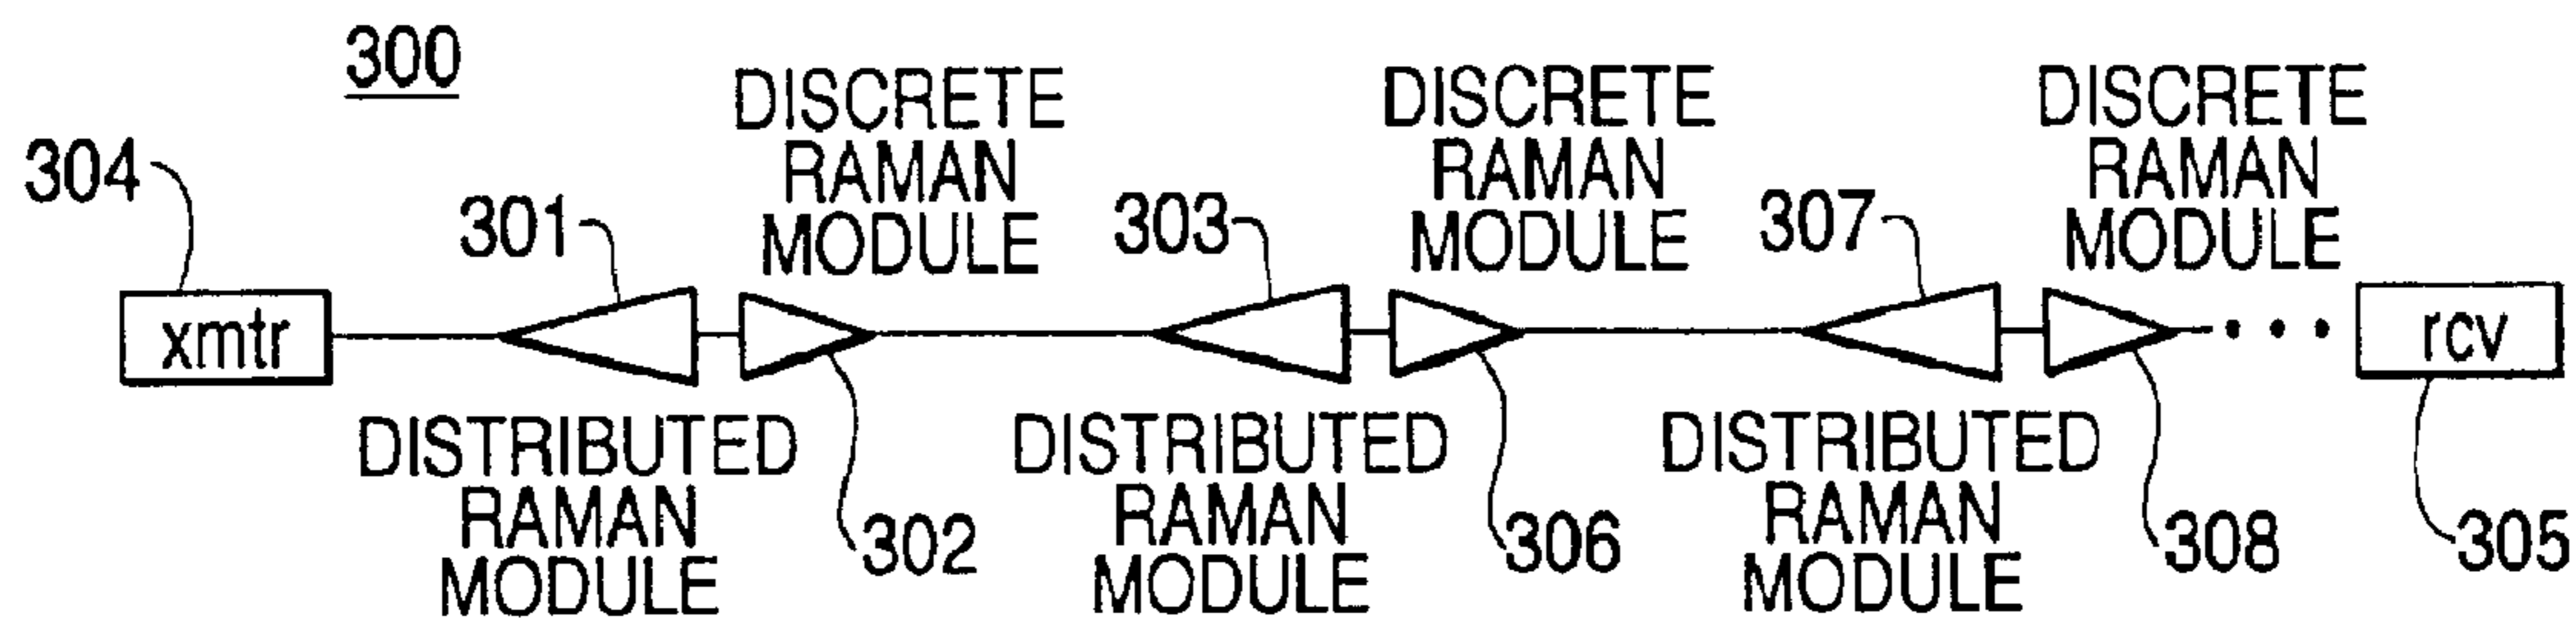 300
304
301
DISCRETE
RAMAN
MODULE
303
DISCRETE
RAMAN
MODULE
307
DISCRETE
RAMAN
MODULE
xmtr
rcv
DISTRIBUTED
RAMAN
MODULE
302
DISTRIBUTED
RAMAN
MODULE
306
DISTRIBUTED
RAMAN
MODULE
308
305